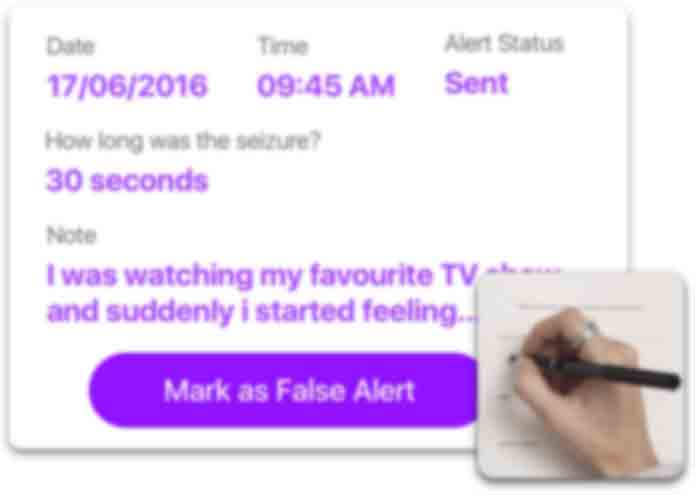 Date Time Alert Status
17/06/2016 09:45 AM Sent
How long was the seizure?
30 seconds
Note
I was watching my favourite TV show
and suddenly i started feeling...
Mark as False Alert